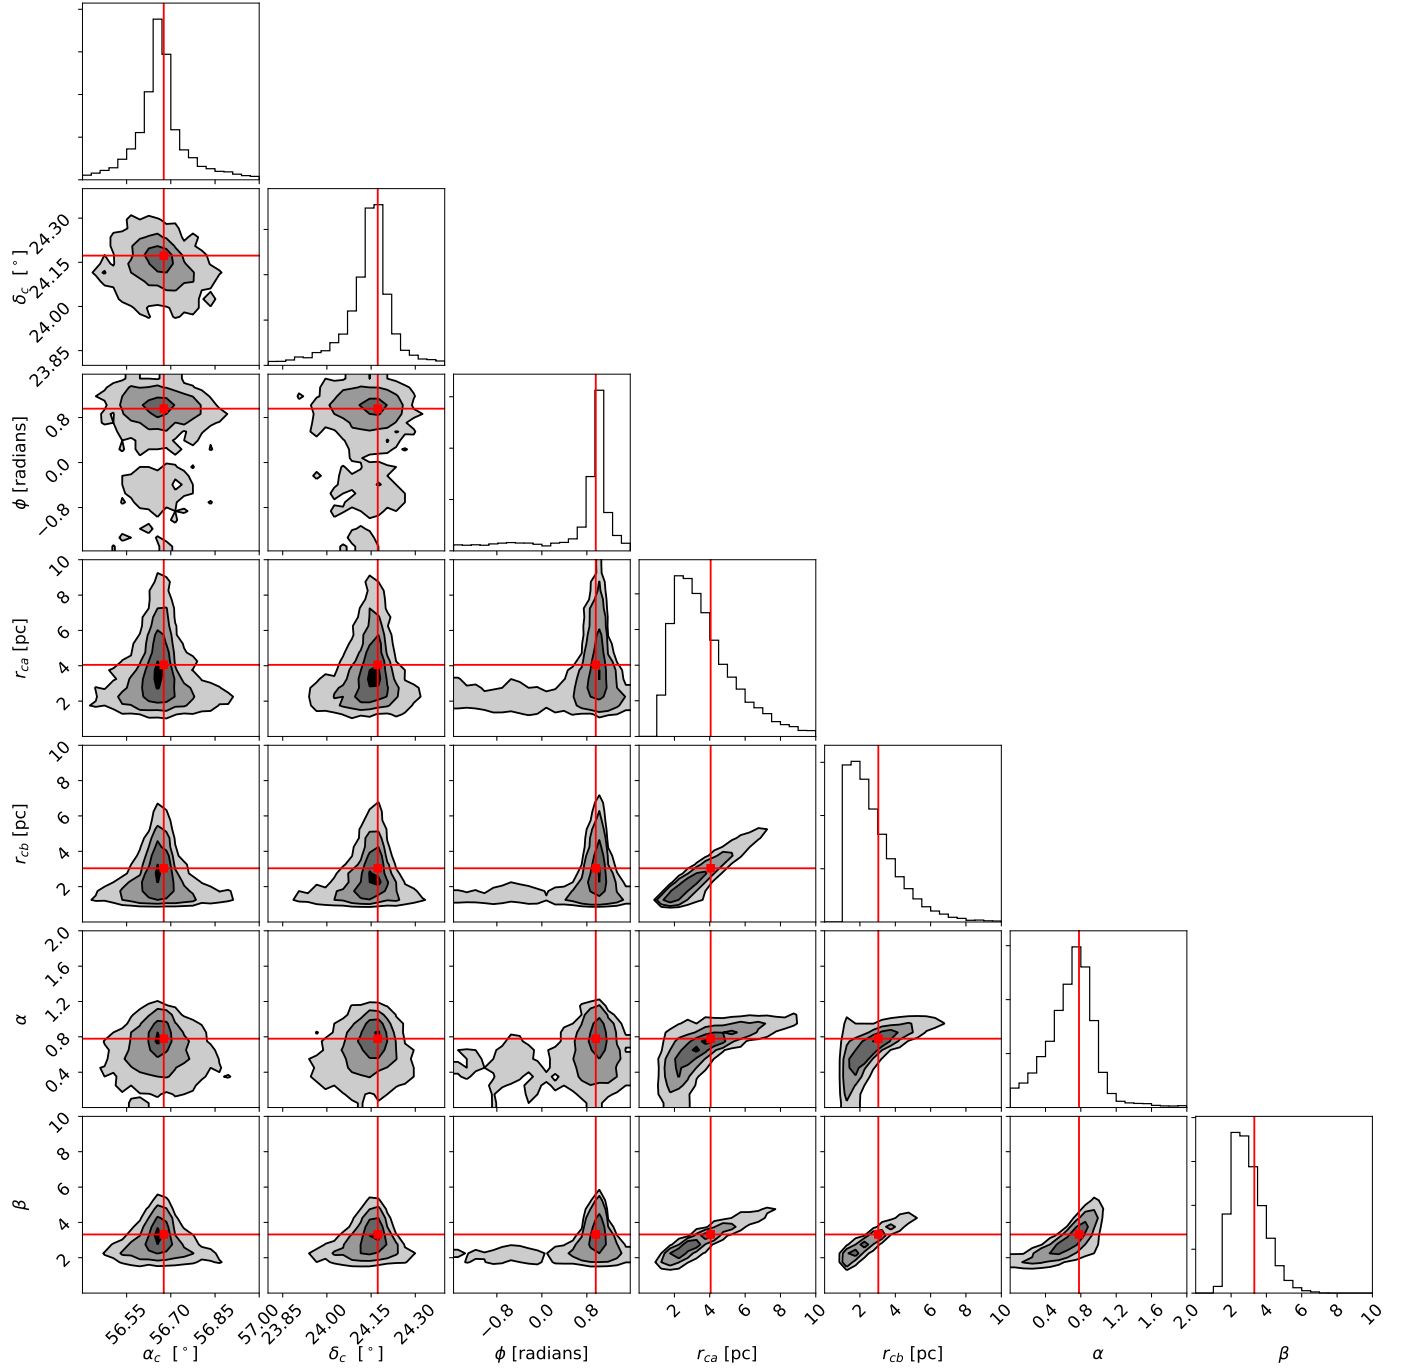 24.30
24.15
24.00
23.85
δc [°]
0.8
0.0
−0.8
ϕ [radians]
10
8
6
4
2
rca [pc]
10
8
6
4
2
rcb [pc]
2.0
1.6
1.2
0.8
0.4
α
10
8
6
4
2
β
56.55 56.70 56.85 57.00
23.85 24.00 24.15 24.30
−0.8 0.0 0.8
2 4 6 8 10
2 4 6 8 10
0.4 0.8 1.2 1.6 2.0
2 4 6 8 10
αc [°] δc [°] ϕ [radians] rca [pc] rcb [pc] α β